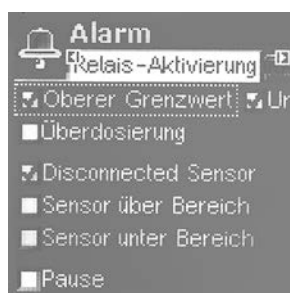 Alarm
Relais-Aktivierung
Oberer Grenzwert
Überdosierung
Disconnected Sensor
Sensor über Bereich
Sensor unter Bereich
Pause